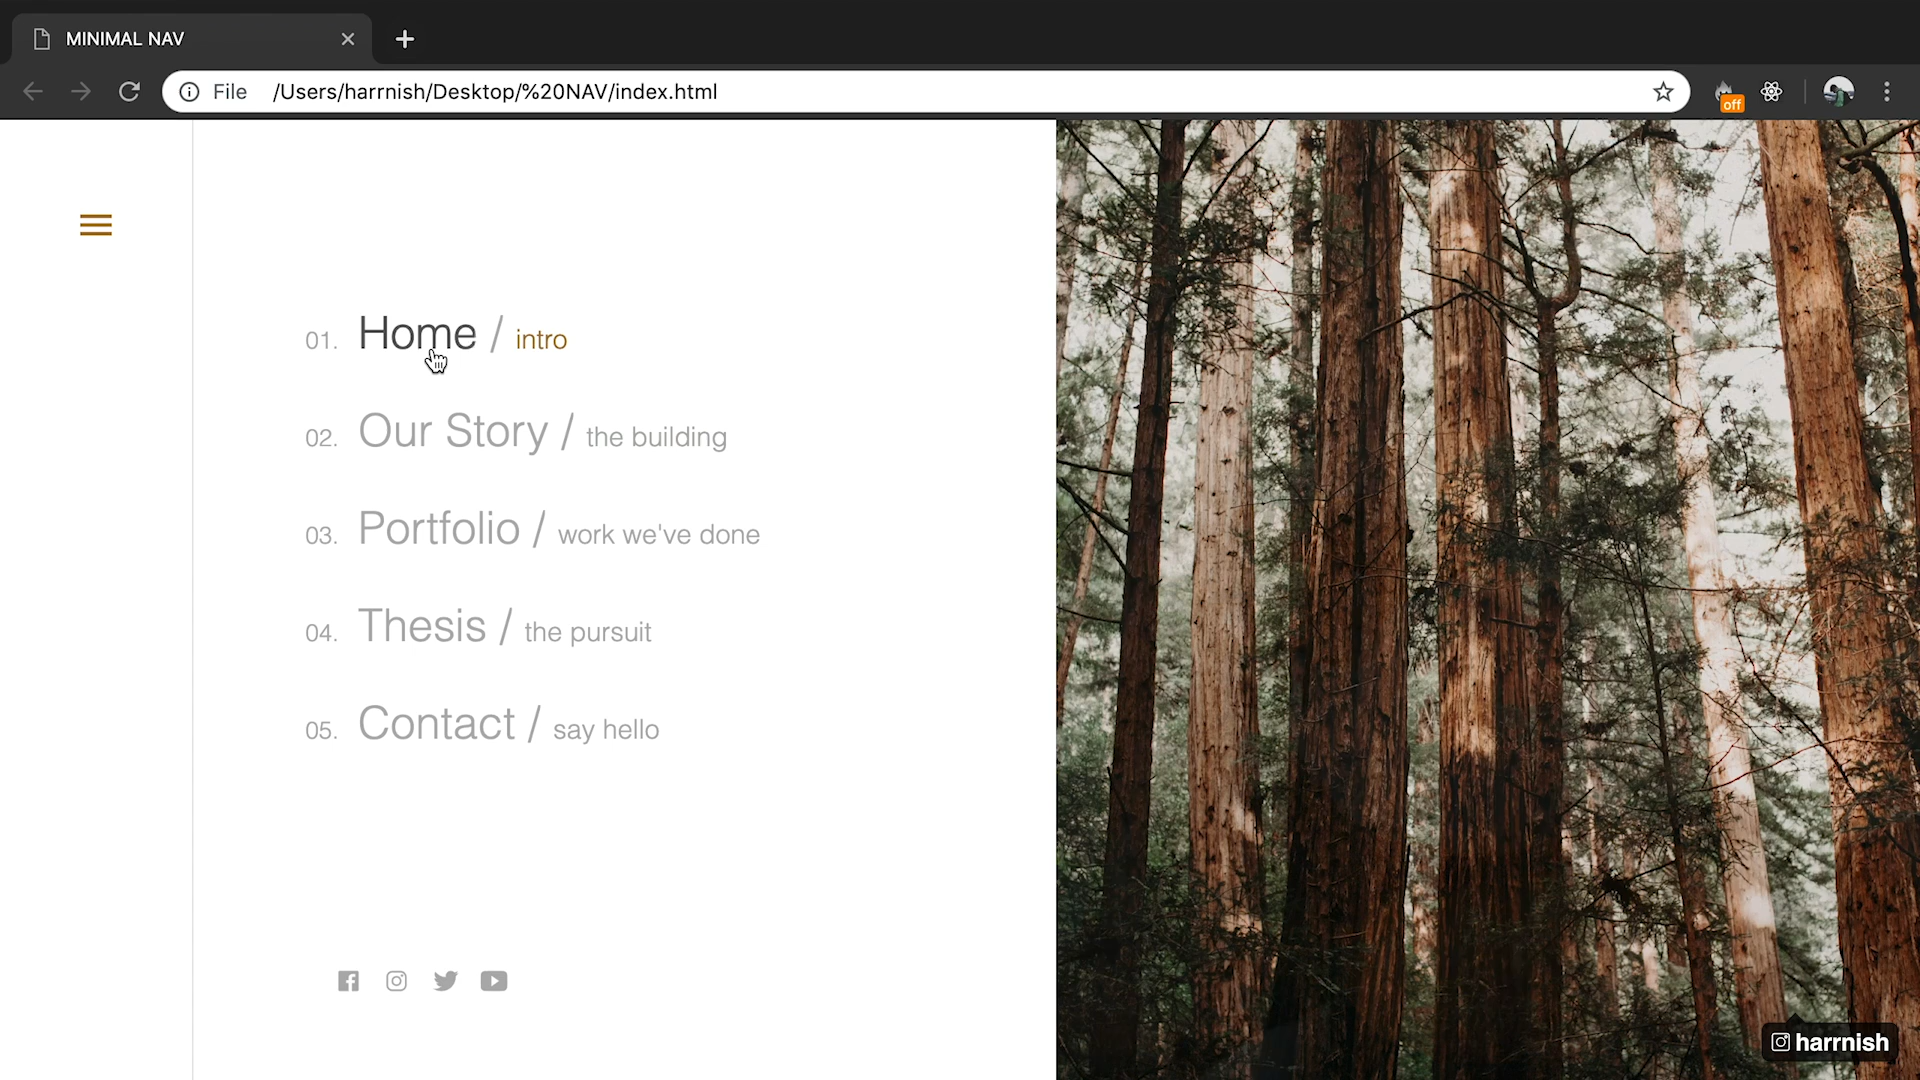 MINIMAL NAV
File /Users/harrnish/Desktop/%20NAV/index.html
off
01. Home / intro
02. Our Story / the building
03. Portfolio / work we've done
04. Thesis / the pursuit
05. Contact / say hello
harrnish